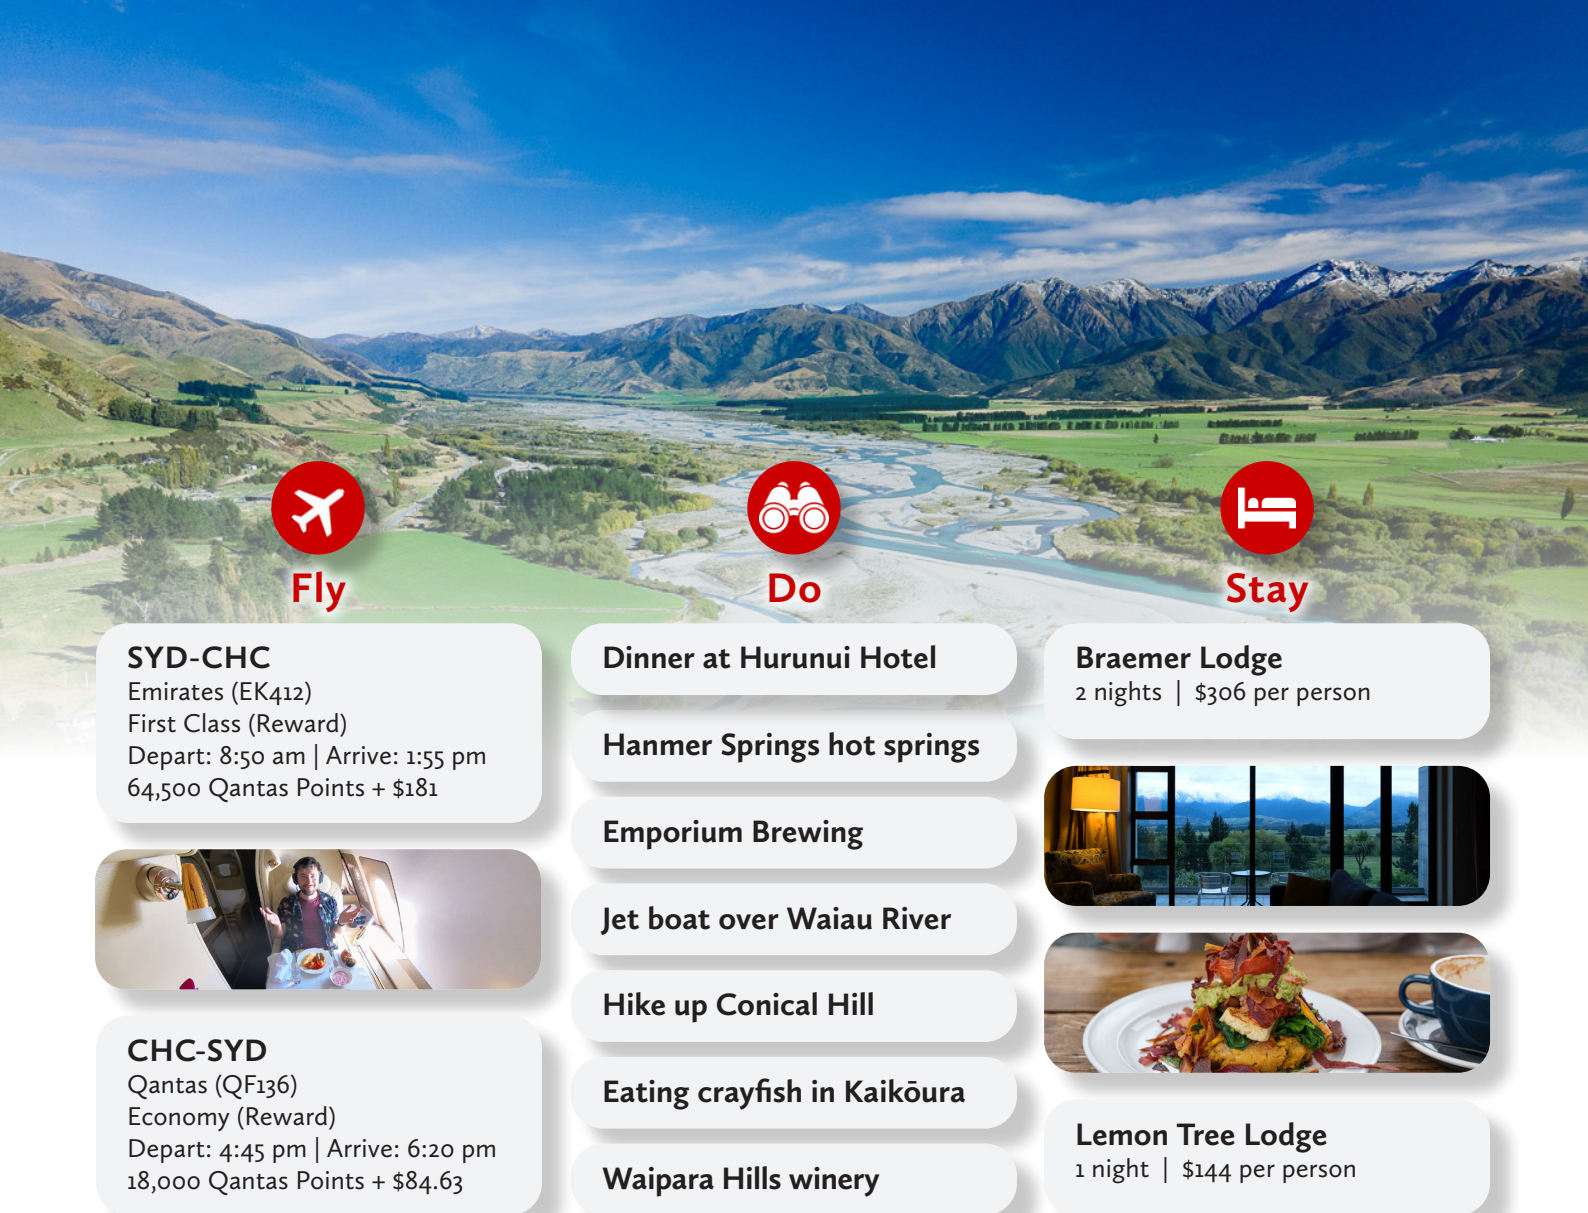 Fly
SYD-CHC
Emirates (EK412)
First Class (Reward)
Depart: 8:50 am | Arrive: 1:55 pm
64,500 Qantas Points + $181
CHC-SYD
Qantas (QF136)
Economy (Reward)
Depart: 4:45 pm | Arrive: 6:20 pm
18,000 Qantas Points + $84.63
Do
Dinner at Hurunui Hotel
Hanmer Springs hot springs
Emporium Brewing
Jet boat over Waiau River
Hike up Conical Hill
Eating crayfish in Kaikōura
Waipara Hills winery
Stay
Braemer Lodge
2 nights | $306 per person
Lemon Tree Lodge
1 night | $144 per person